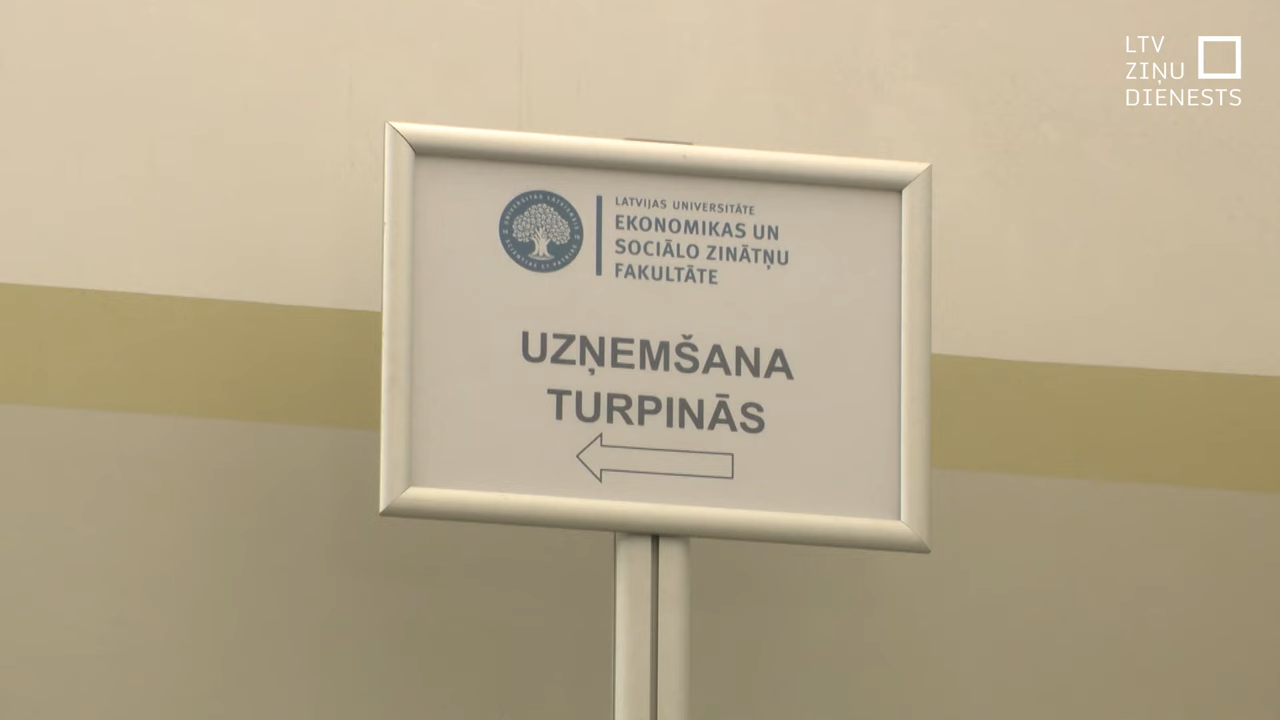 LTV
ZIŅU
DIENESTS
LATVIJAS UNIVERSITĀTE
EKONOMIKAS UN
SOCIĀLO ZINĀTŅU
FAKULTĀTE
UZŅEMŠANA
TURPINĀS